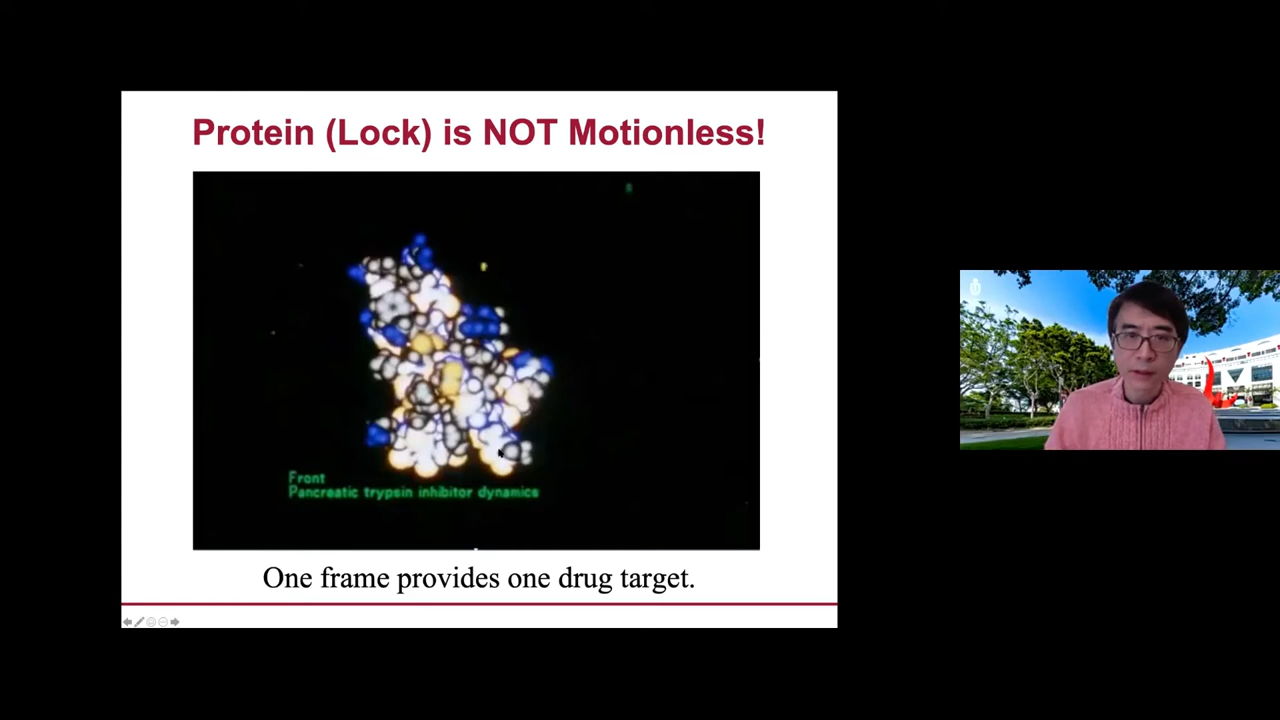 Protein (Lock) is NOT Motionless!
Front
Pancreatic trypsin inhibitor dynamics
One frame provides one drug target.